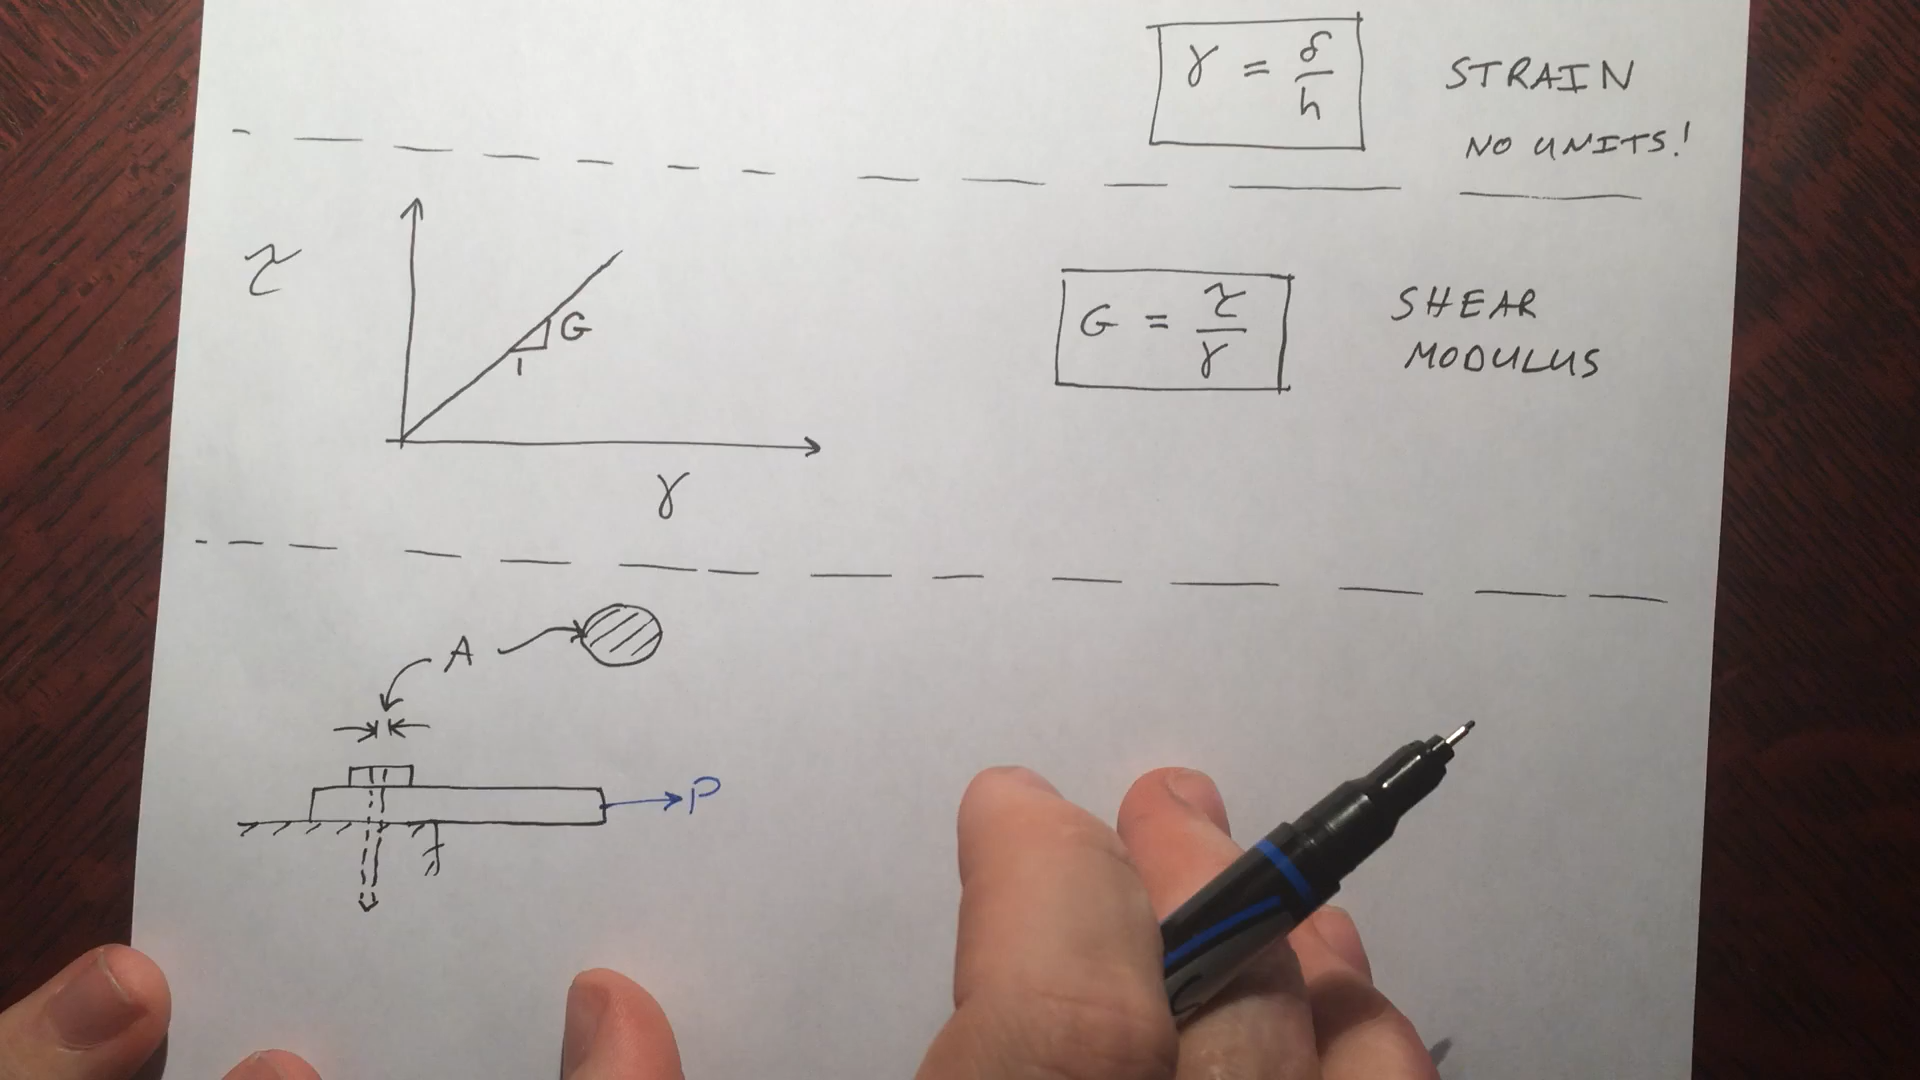 γ = δ/h
STRAIN
NO UNITS!
τ
G
1
γ
G = τ/γ
SHEAR
MODULUS
A
P